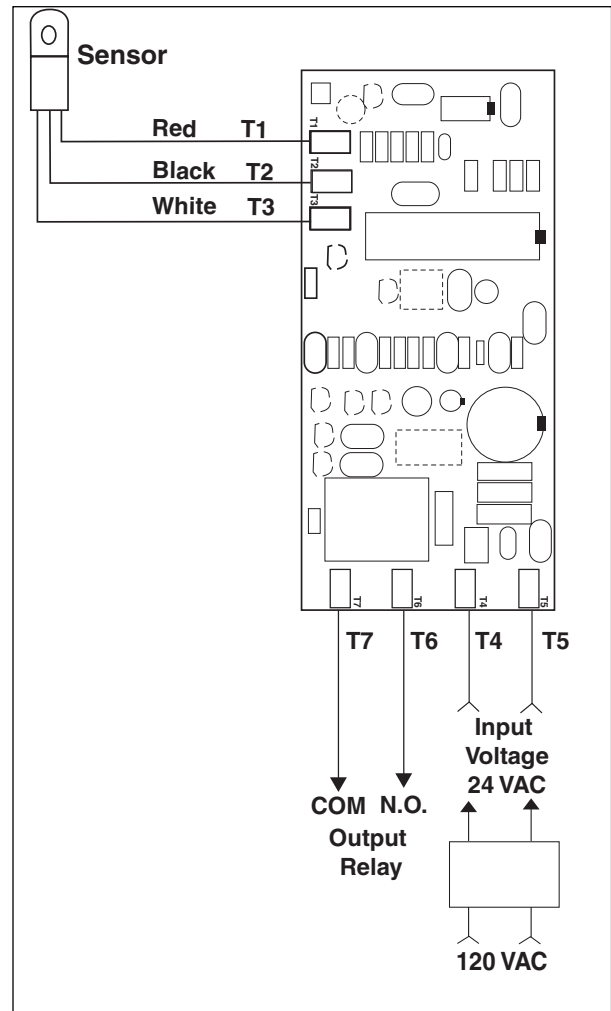 Sensor
Red T1
Black T2
White T3
T1
T2
T3
T7 T6 T4 T5
T7 T6 T4 T5
Input
Voltage
24 VAC
COM N.O.
Output
Relay
120 VAC